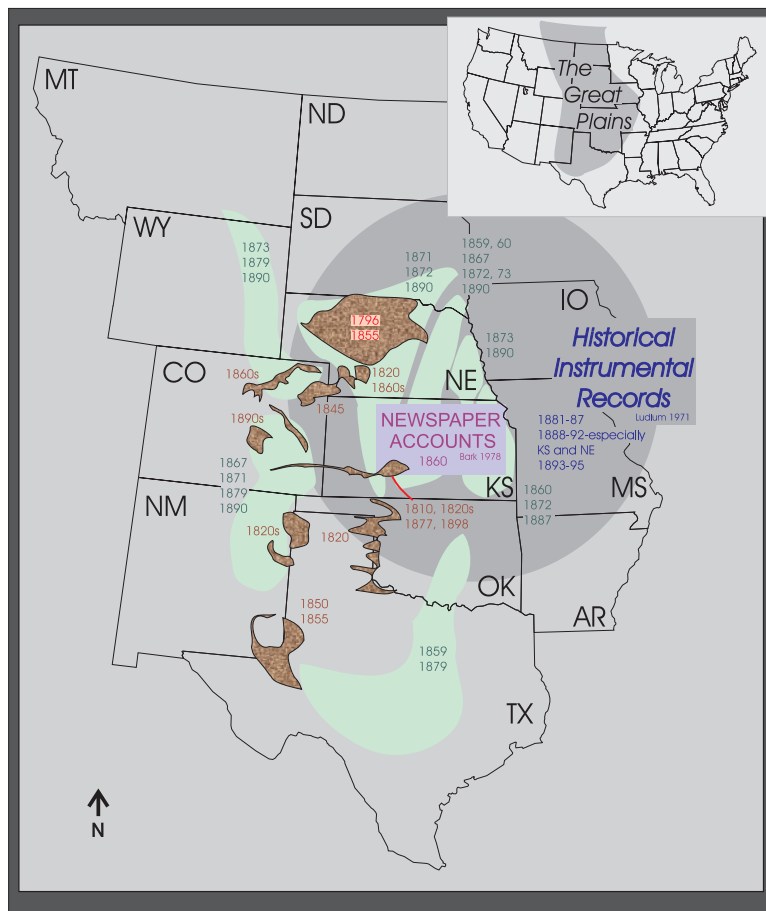 The
Great
Plains
MT
ND
SD
WY
1873
1879
1890
1871
1872
1890
1859, 60
1867
1872, 73
1890
IO
1796
1855
1873
1890
Historical
Instrumental
Records
Ludlum 1971
CO
1860s
1820
1860s
NE
1845
1890s
NEWSPAPER
ACCOUNTS
1860
Bark 1978
1881-87
1888-92-especially
KS and NE
1893-95
1867
1871
1879
1890
NM
KS
MS
1860
1872
1887
1810, 1820s
1877, 1898
1820s
1820
OK
AR
1850
1855
1859
1879
TX
N